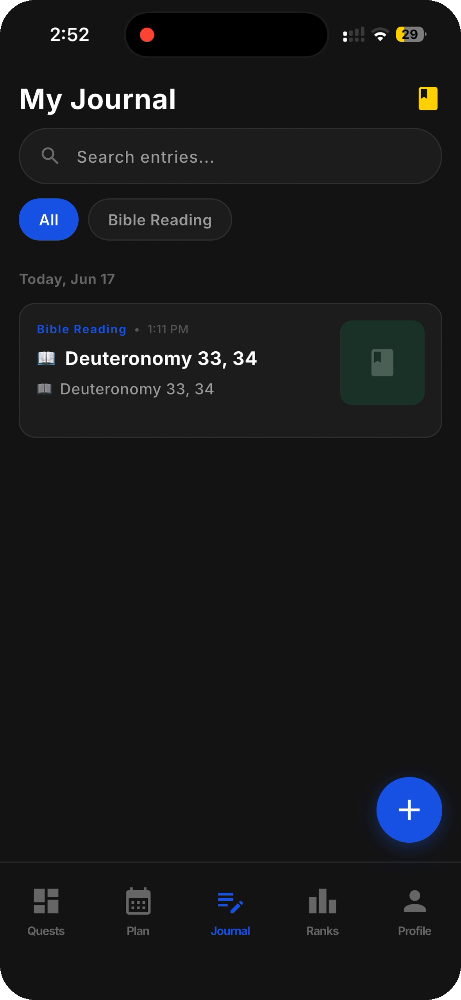 2:52
29
My Journal
Search entries...
All
Bible Reading
Today, Jun 17
Bible Reading • 1:11 PM
📖 Deuteronomy 33, 34
📖 Deuteronomy 33, 34
Quests
Plan
Journal
Ranks
Profile